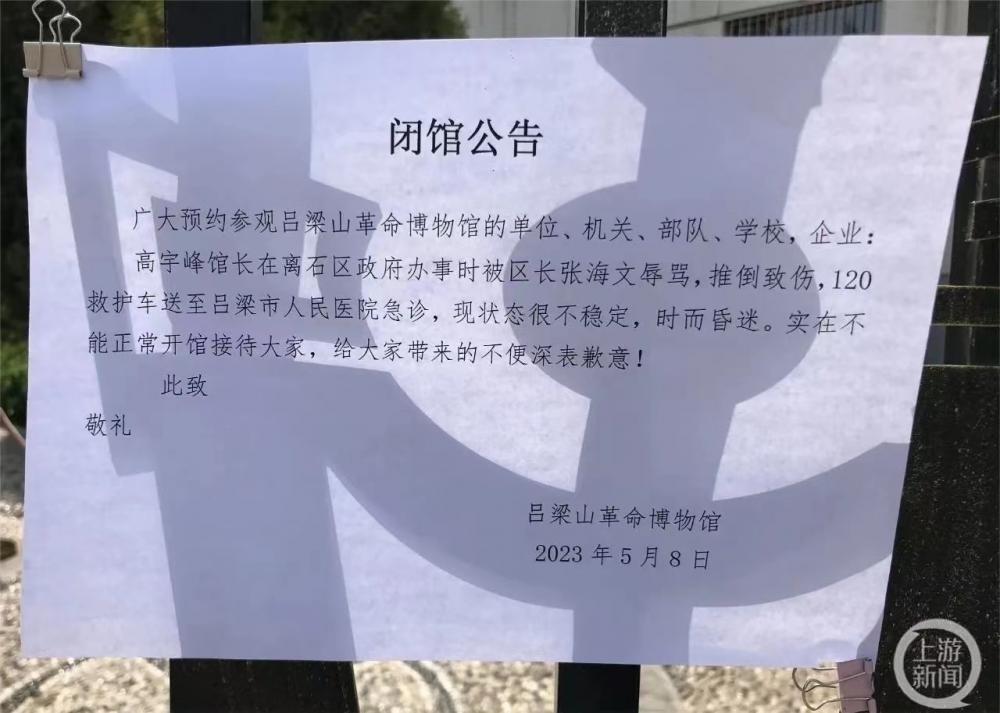 闭馆公告
广大预约参观吕梁山革命博物馆的单位、机关、部队、学校，企业：
高宇峰馆长在离石区政府办事时被区长张海文辱骂，推倒致伤，120
救护车送至吕梁市人民医院急诊，现状态很不稳定，时而昏迷。实在不
能正常开馆接待大家，给大家带来的不便深表歉意！
此致
敬礼
吕梁山革命博物馆
2023 年 5 月 8 日
上游
新闻